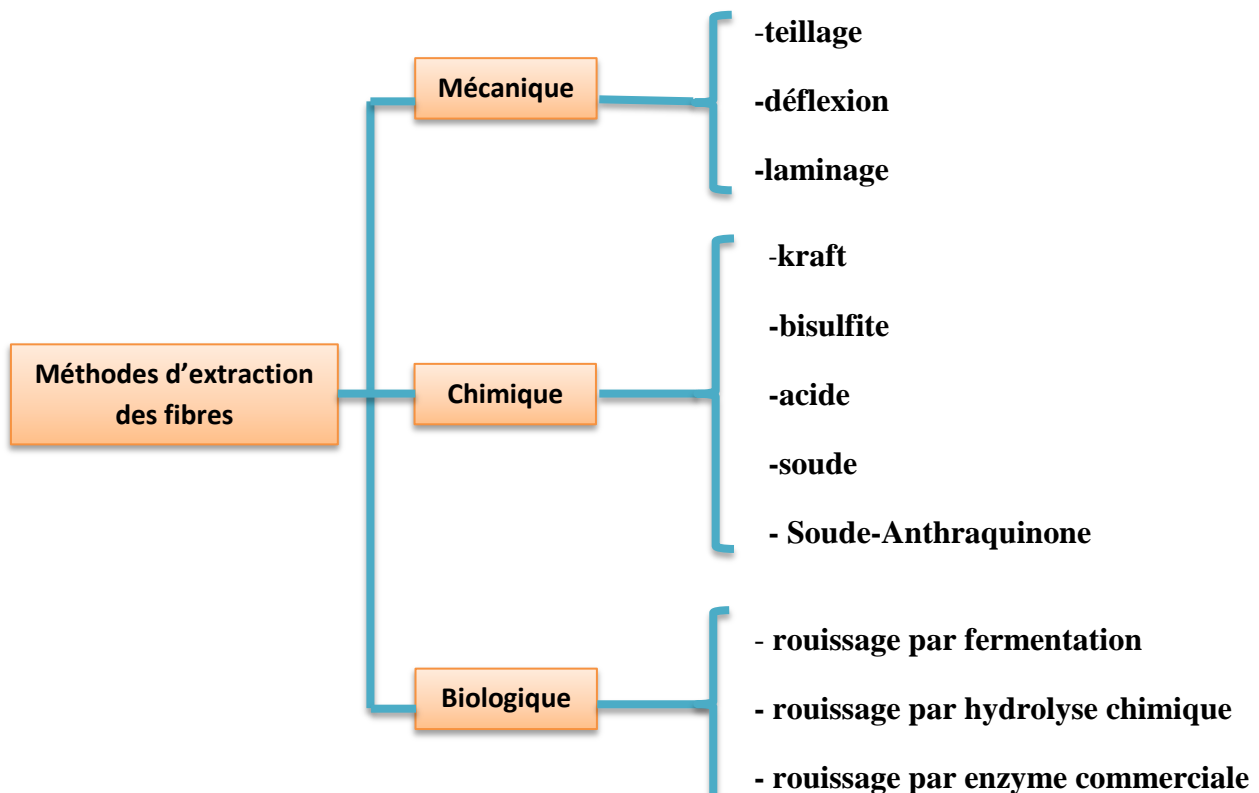 Méthodes d’extraction
des fibres
Mécanique
-teillage
-déflexion
-laminage
Chimique
-kraft
-bisulfite
-acide
-soude
- Soude-Anthraquinone
Biologique
- rouissage par fermentation
- rouissage par hydrolyse chimique
- rouissage par enzyme commerciale